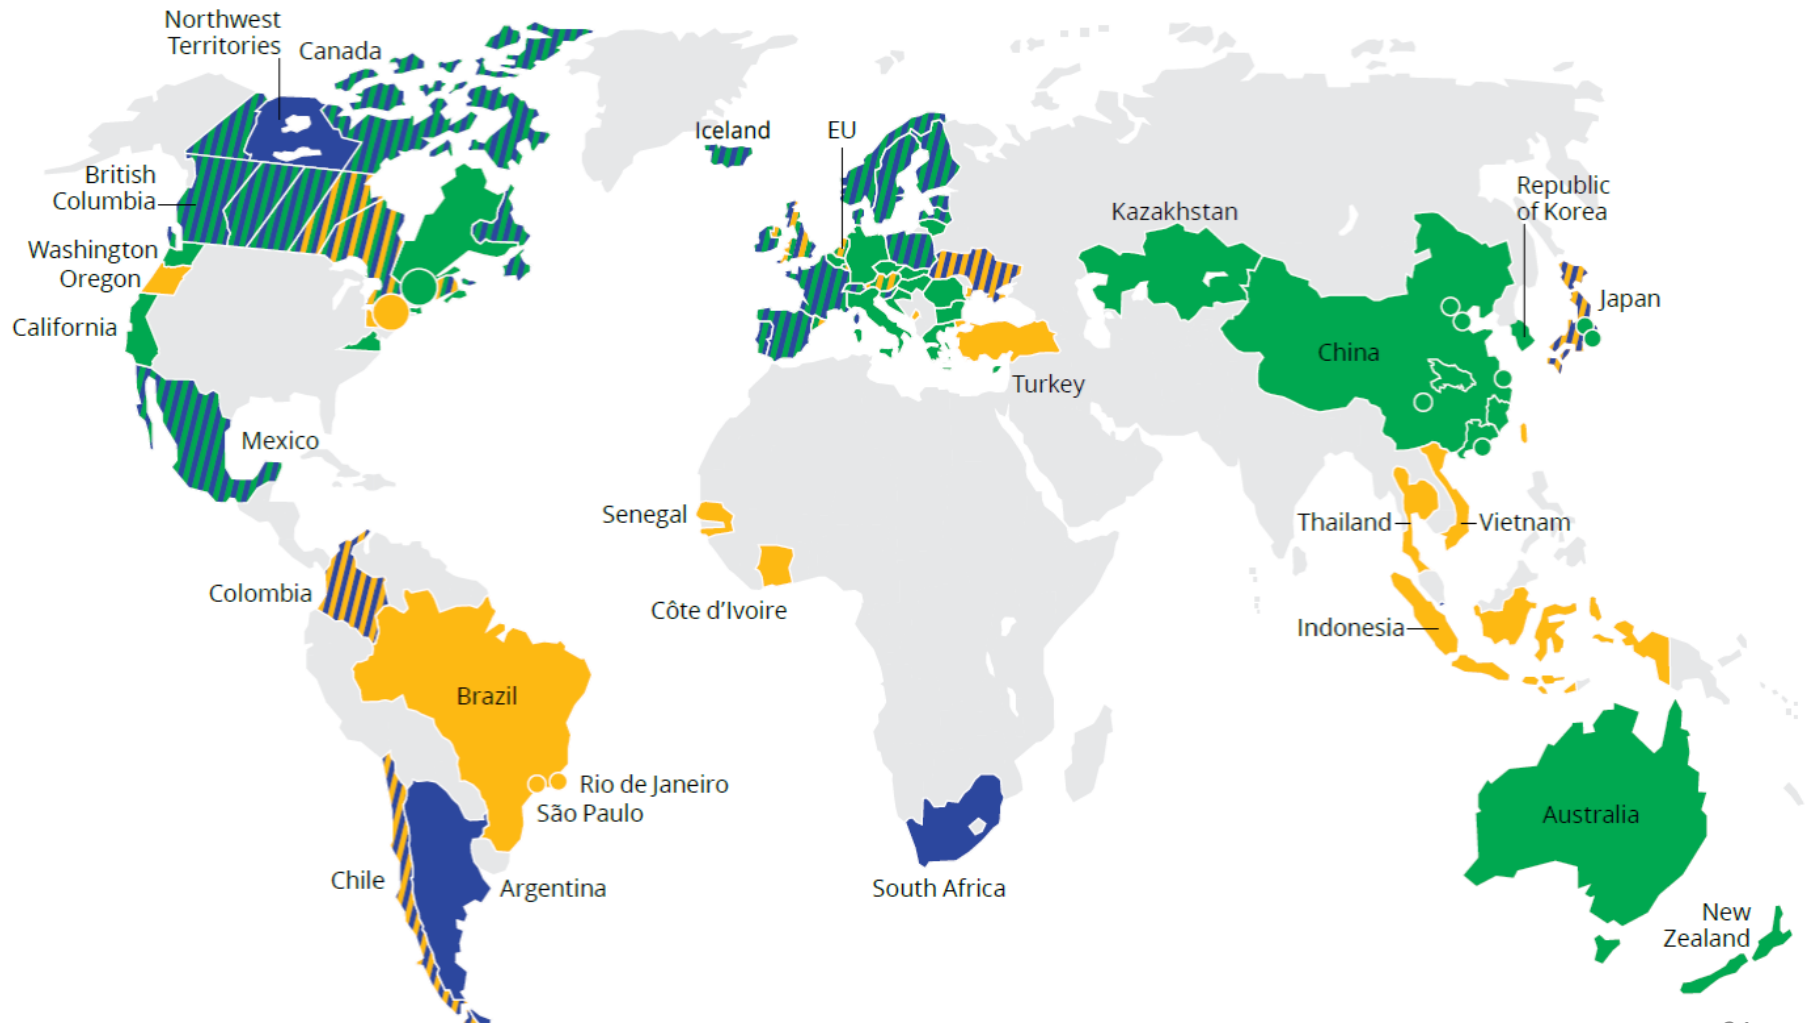 Northwest
Territories
Canada
British
Columbia
Washington
Oregon
California
Mexico
Colombia
Brazil
Rio de Janeiro
São Paulo
Chile
Argentina
Iceland
EU
Kazakhstan
Republic
of Korea
Japan
China
Turkey
Senegal
Côte d’Ivoire
Thailand
Vietnam
Indonesia
South Africa
Australia
New
Zealand